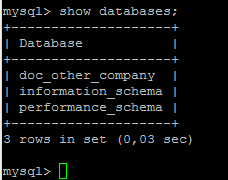 mysql> show databases;
+--------------------+
| Database           |
+--------------------+
| doc_other_company  |
| information_schema |
| performance_schema |
+--------------------+
3 rows in set (0,03 sec)
mysql>